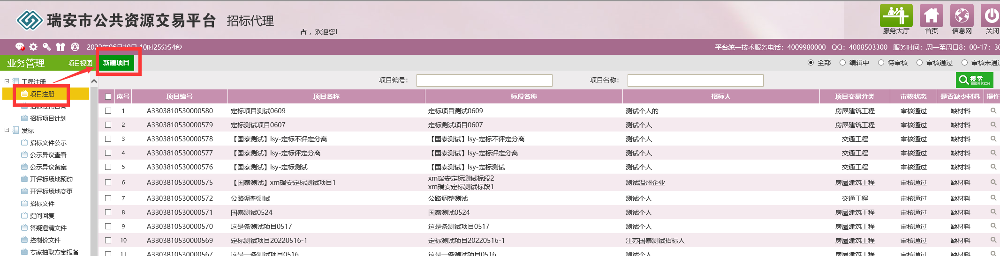 瑞安市公共资源交易平台 招标代理
占 ，欢迎您！
服务大厅 首页 信息网 关闭
2022年06月10日 10时25分54秒
平台统一技术服务电话：4009980000 QQ：4008503300 服务时间：周一至周日8：00-17：30
业务管理 项目视图 新建项目
全部 编辑中 待审核 审核通过 审核未通过
工程注册
项目注册
招标项目计划
发标
招标文件公示
公示异议查看
公示异议备案
开评标场地预约
开评标场地变更
招标文件
提问回复
答疑澄清文件
控制价文件
专家抽取方案报备
项目编号： 项目名称： 搜索 SEARCH
序号 项目编号 项目名称 标段名称 招标人 项目交易分类 审核状态 是否缺少材料 操作
1 A3303810530000580 定标项目测试0609 定标项目测试0609 测试个人的 房屋建筑工程 审核通过 缺材料
2 A3303810530000579 定标测试项目0607 定标测试项目0607 测试个人 房屋建筑工程 审核通过 缺材料
3 A3303810530000578 【国泰测试】lsy-定标不评定分离 【国泰测试】lsy-定标不评定分离 测试个人 交通工程 审核通过 缺材料
4 A3303810530000577 【国泰测试】lsy-定标评定分离 【国泰测试】lsy-定标评定分离 测试个人 交通工程 审核通过 缺材料
5 A3303810530000576 【国泰测试】lsy-定标测试 【国泰测试】lsy-定标测试 测试个人 交通工程 审核通过 缺材料
6 A3303810530000575 【国泰测试】xm瑞安定标测试项目1 xm瑞安定标测试标段2 测试温州企业 房屋建筑工程 审核通过 缺材料
xm瑞安定标测试标段1
7 A3303810530000572 公路调整测试 公路调整测试 测试个人 交通工程 审核通过 缺材料
8 A3303810530000571 国泰测试0524 国泰测试0524 测试个人 房屋建筑工程 审核通过 缺材料
9 A3303810530000570 这是条测试项目0517 这是条测试项目0517 测试个人 房屋建筑工程 审核通过 缺材料
10 A3303810530000569 定标测试项目20220516-1 定标测试项目20220516-1 江苏国泰测试招标人 房屋建筑工程 审核通过 缺材料
11 A3303810530000567 这是一条测试项目0516 这是一条测试项目0516 测试个人 房屋建筑工程 审核通过 缺材料